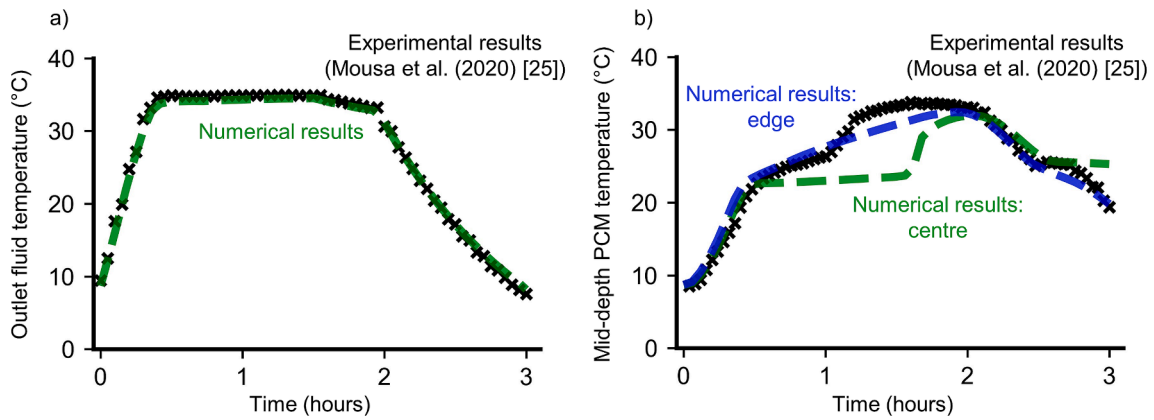 a)
Experimental results
(Mousa et al. (2020) [25])
Numerical results
Outlet fluid temperature (°C)
40
30
20
10
0
0
1
2
3
Time (hours)
b)
Experimental results
(Mousa et al. (2020) [25])
Numerical results:
edge
Numerical results:
centre
Mid-depth PCM temperature (°C)
40
30
20
10
0
0
1
2
3
Time (hours)